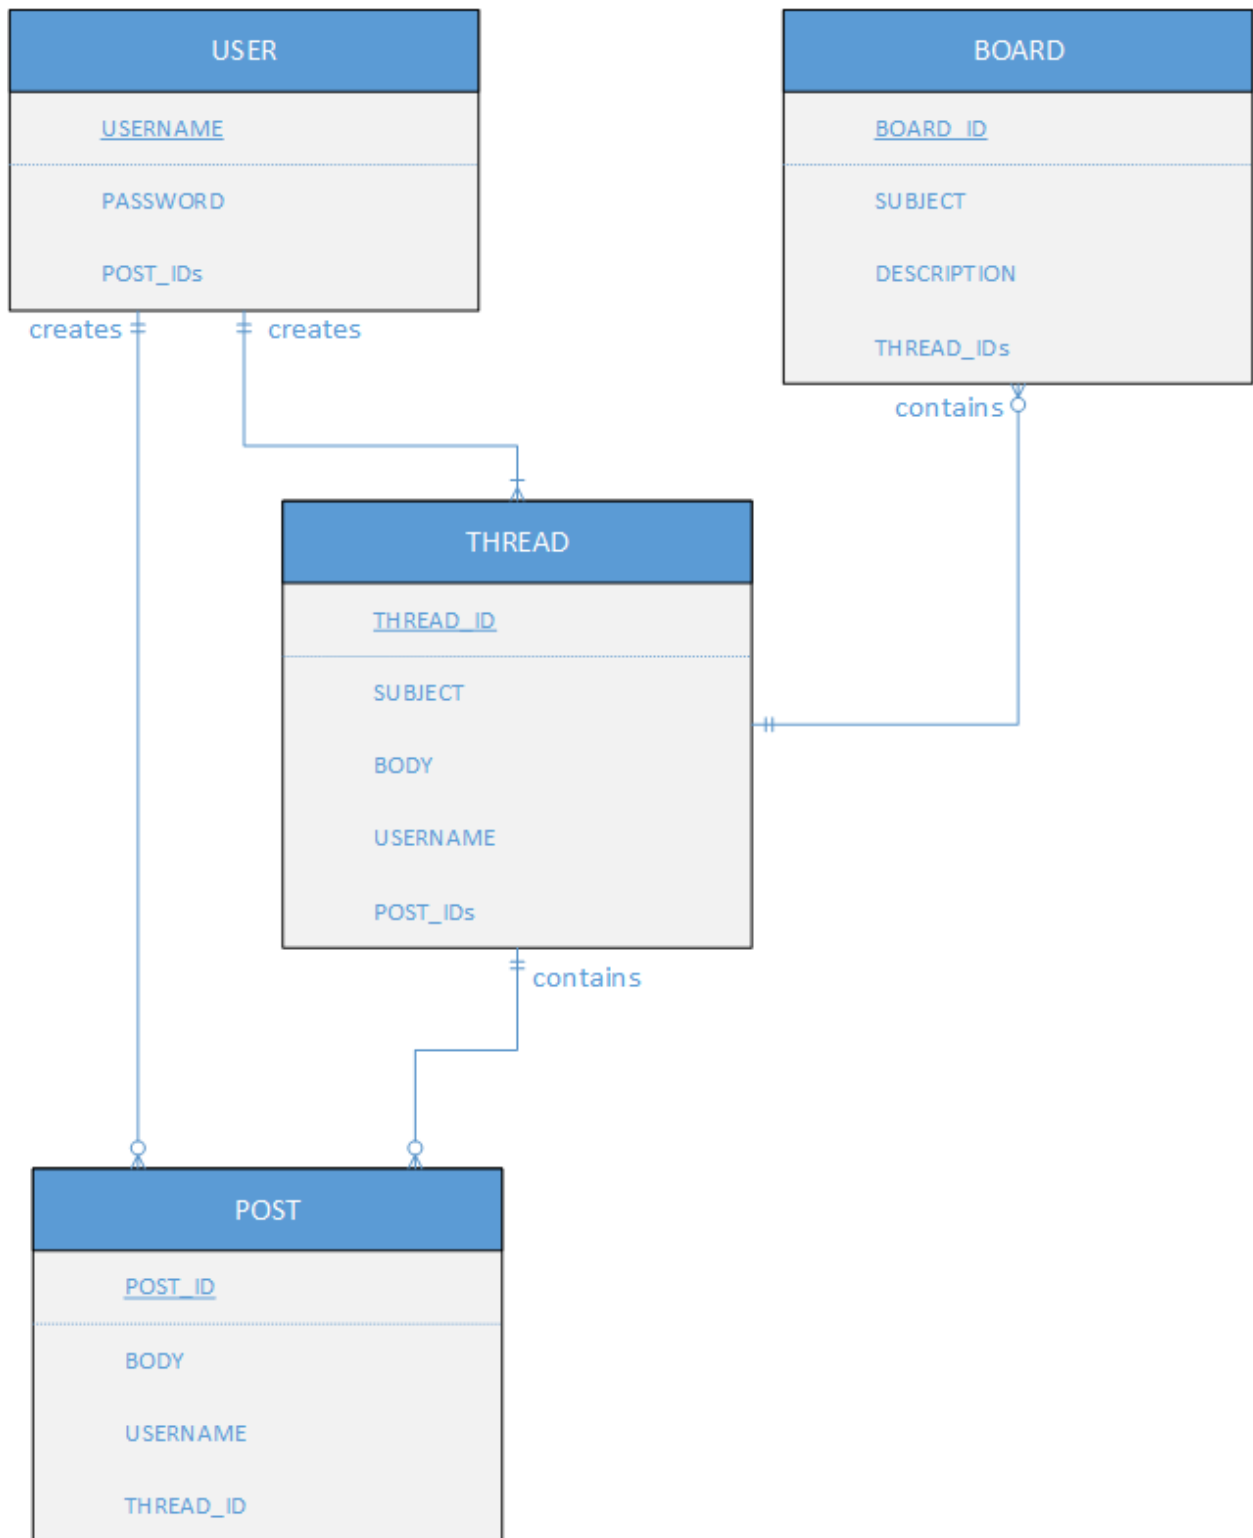 USER
USERNAME
PASSWORD
POST_IDs
creates
creates
BOARD
BOARD_ID
SUBJECT
DESCRIPTION
THREAD_IDs
contains
THREAD
THREAD_ID
SUBJECT
BODY
USERNAME
POST_IDs
contains
POST
POST_ID
BODY
USERNAME
THREAD_ID